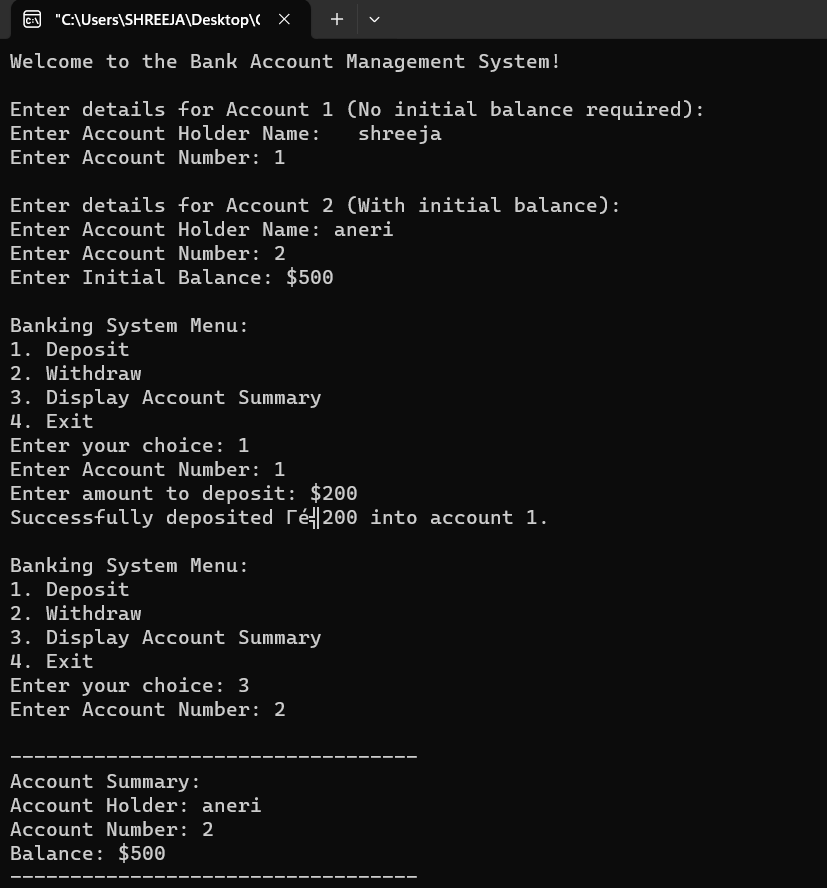 "C:\Users\SHREEJA\Desktop\C
Welcome to the Bank Account Management System!
Enter details for Account 1 (No initial balance required):
Enter Account Holder Name:   shreeja
Enter Account Number: 1
Enter details for Account 2 (With initial balance):
Enter Account Holder Name: aneri
Enter Account Number: 2
Enter Initial Balance: $500
Banking System Menu:
1. Deposit
2. Withdraw
3. Display Account Summary
4. Exit
Enter your choice: 1
Enter Account Number: 1
Enter amount to deposit: $200
Successfully deposited Γé╣200 into account 1.
Banking System Menu:
1. Deposit
2. Withdraw
3. Display Account Summary
4. Exit
Enter your choice: 3
Enter Account Number: 2
----------------------------------
Account Summary:
Account Holder: aneri
Account Number: 2
Balance: $500
----------------------------------